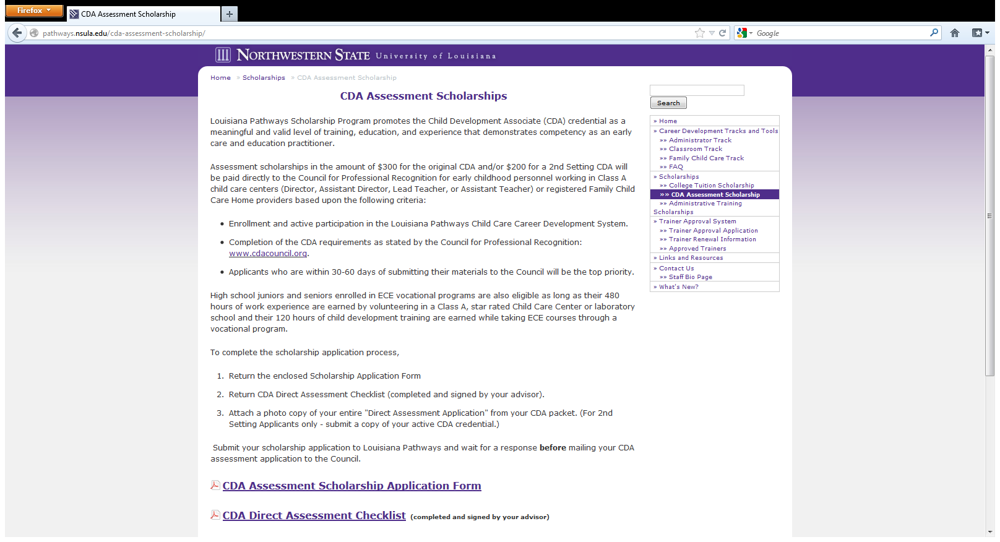 Firefox
CDA Assessment Scholarship
pathways.nsula.edu/cda-assessment-scholarship/
Google
NORTHWESTERN STATE University of Louisiana
Home » Scholarships » CDA Assessment Scholarship
CDA Assessment Scholarships
Louisiana Pathways Scholarship Program promotes the Child Development Associate (CDA) credential as a
meaningful and valid level of training, education, and experience that demonstrates competency as an early
care and education practitioner.
Assessment scholarships in the amount of $300 for the original CDA and/or $200 for a 2nd Setting CDA will
be paid directly to the Council for Professional Recognition for early childhood personnel working in Class A
child care centers (Director, Assistant Director, Lead Teacher, or Assistant Teacher) or registered Family Child
Care Home providers based upon the following criteria:
• Enrollment and active participation in the Louisiana Pathways Child Care Career Development System.
• Completion of the CDA requirements as stated by the Council for Professional Recognition:
www.cdacouncil.org.
• Applicants who are within 30-60 days of submitting their materials to the Council will be the top priority.
High school juniors and seniors enrolled in ECE vocational programs are also eligible as long as their 480
hours of work experience are earned by volunteering in a Class A, star rated Child Care Center or laboratory
school and their 120 hours of child development training are earned while taking ECE courses through a
vocational program.
To complete the scholarship application process,
1. Return the enclosed Scholarship Application Form
2. Return CDA Direct Assessment Checklist (completed and signed by your advisor).
3. Attach a photo copy of your entire "Direct Assessment Application" from your CDA packet. (For 2nd
Setting Applicants only - submit a copy of your active CDA credential.)
Submit your scholarship application to Louisiana Pathways and wait for a response before mailing your CDA
assessment application to the Council.
CDA Assessment Scholarship Application Form
CDA Direct Assessment Checklist (completed and signed by your advisor)
Search
» Home
» Career Development Tracks and Tools
»» Administrator Track
»» Classroom Track
»» Family Child Care Track
»» FAQ
» Scholarships
»» College Tuition Scholarship
»» CDA Assessment Scholarship
»» Administrative Training
Scholarships
» Trainer Approval System
»» Trainer Approval Application
»» Trainer Renewal Information
»» Approved Trainers
» Links and Resources
» Contact Us
»» Staff Bio Page
» What's New?